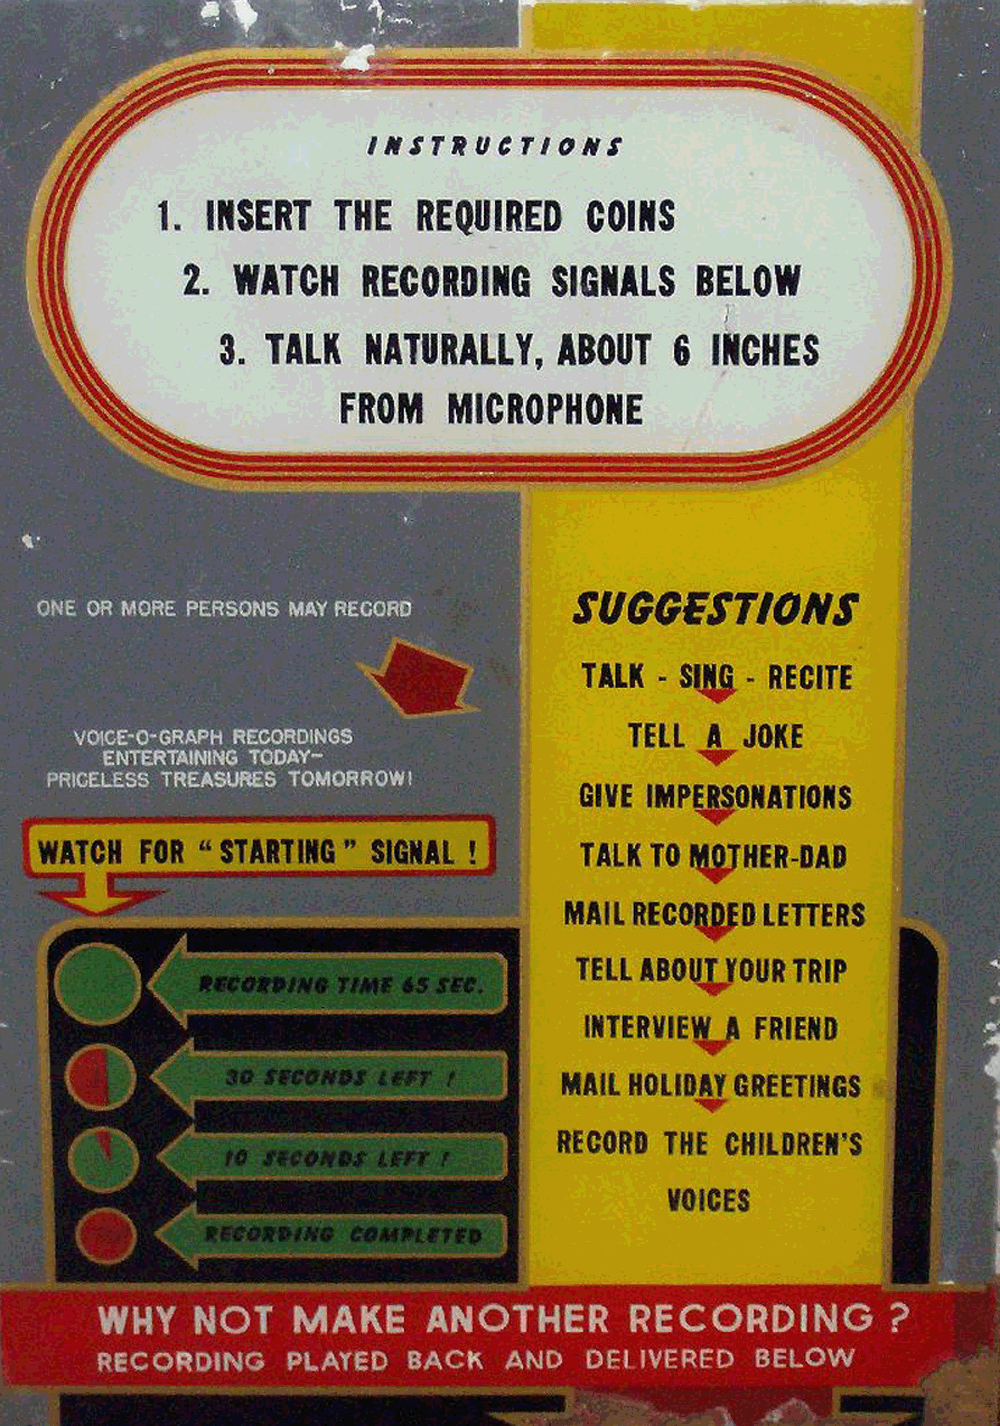 INSTRUCTIONS
1. INSERT THE REQUIRED COINS
2. WATCH RECORDING SIGNALS BELOW
3. TALK NATURALLY, ABOUT 6 INCHES
FROM MICROPHONE
ONE OR MORE PERSONS MAY RECORD
VOICE-O-GRAPH RECORDINGS
ENTERTAINING TODAY—
PRICELESS TREASURES TOMORROW!
WATCH FOR “STARTING” SIGNAL !
RECORDING TIME 65 SEC.
30 SECONDS LEFT !
10 SECONDS LEFT !
RECORDING COMPLETED
SUGGESTIONS
TALK - SING - RECITE
TELL A JOKE
GIVE IMPERSONATIONS
TALK TO MOTHER-DAD
MAIL RECORDED LETTERS
TELL ABOUT YOUR TRIP
INTERVIEW A FRIEND
MAIL HOLIDAY GREETINGS
RECORD THE CHILDREN'S
VOICES
WHY NOT MAKE ANOTHER RECORDING ?
RECORDING PLAYED BACK AND DELIVERED BELOW